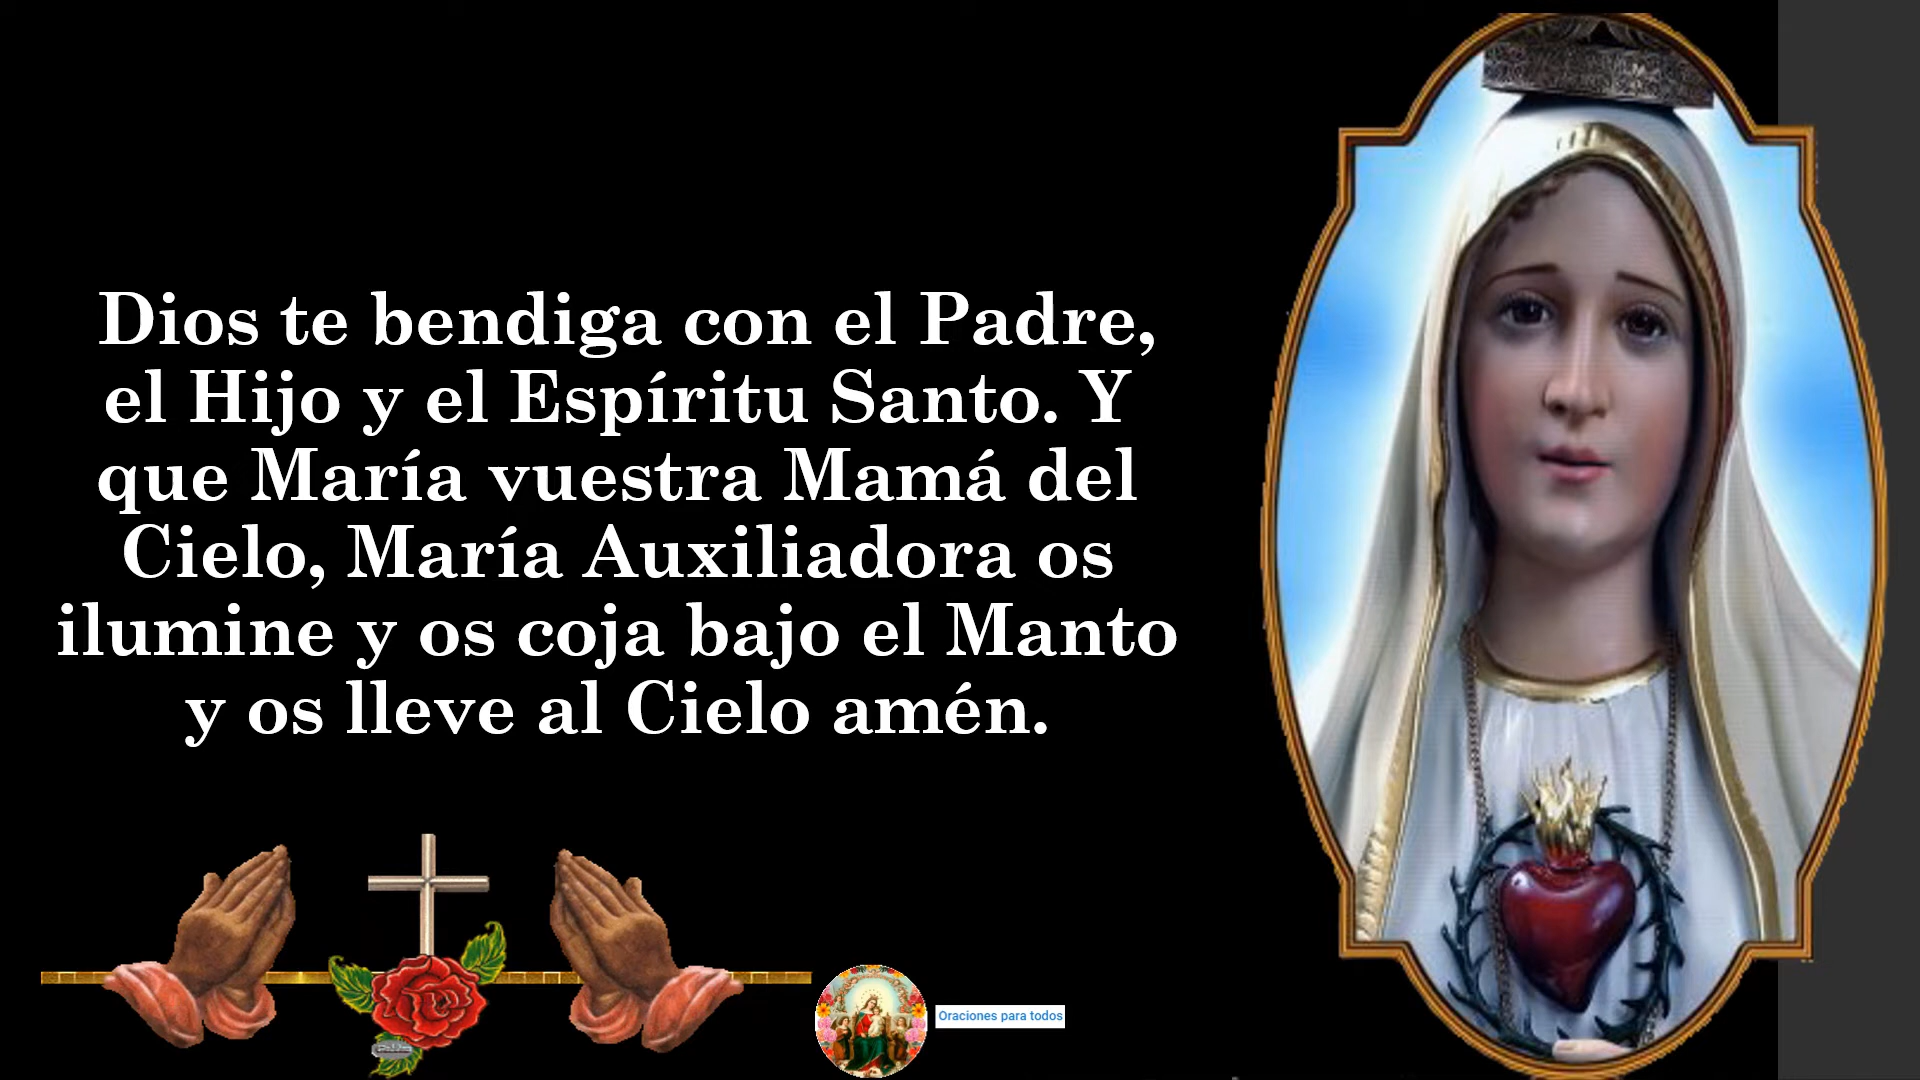 Dios te bendiga con el Padre,
el Hijo y el Espíritu Santo. Y
que María vuestra Mamá del
Cielo, María Auxiliadora os
ilumine y os coja bajo el Manto
y os lleve al Cielo amén.
Oraciones para todos